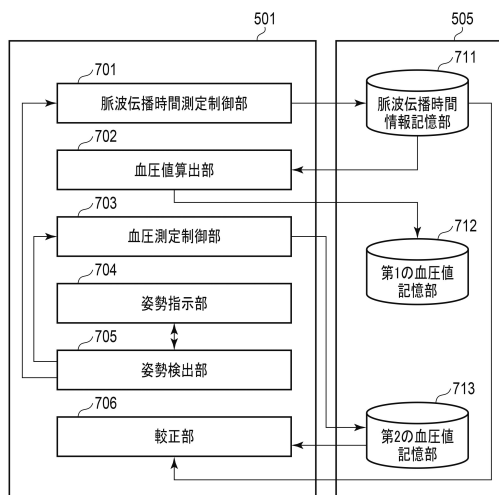 501
505
701
脈波伝播時間測定制御部
711
脈波伝播時間
情報記憶部
702
血圧値算出部
703
血圧測定制御部
712
第1の血圧値
記憶部
704
姿勢指示部
705
姿勢検出部
706
較正部
713
第2の血圧値
記憶部